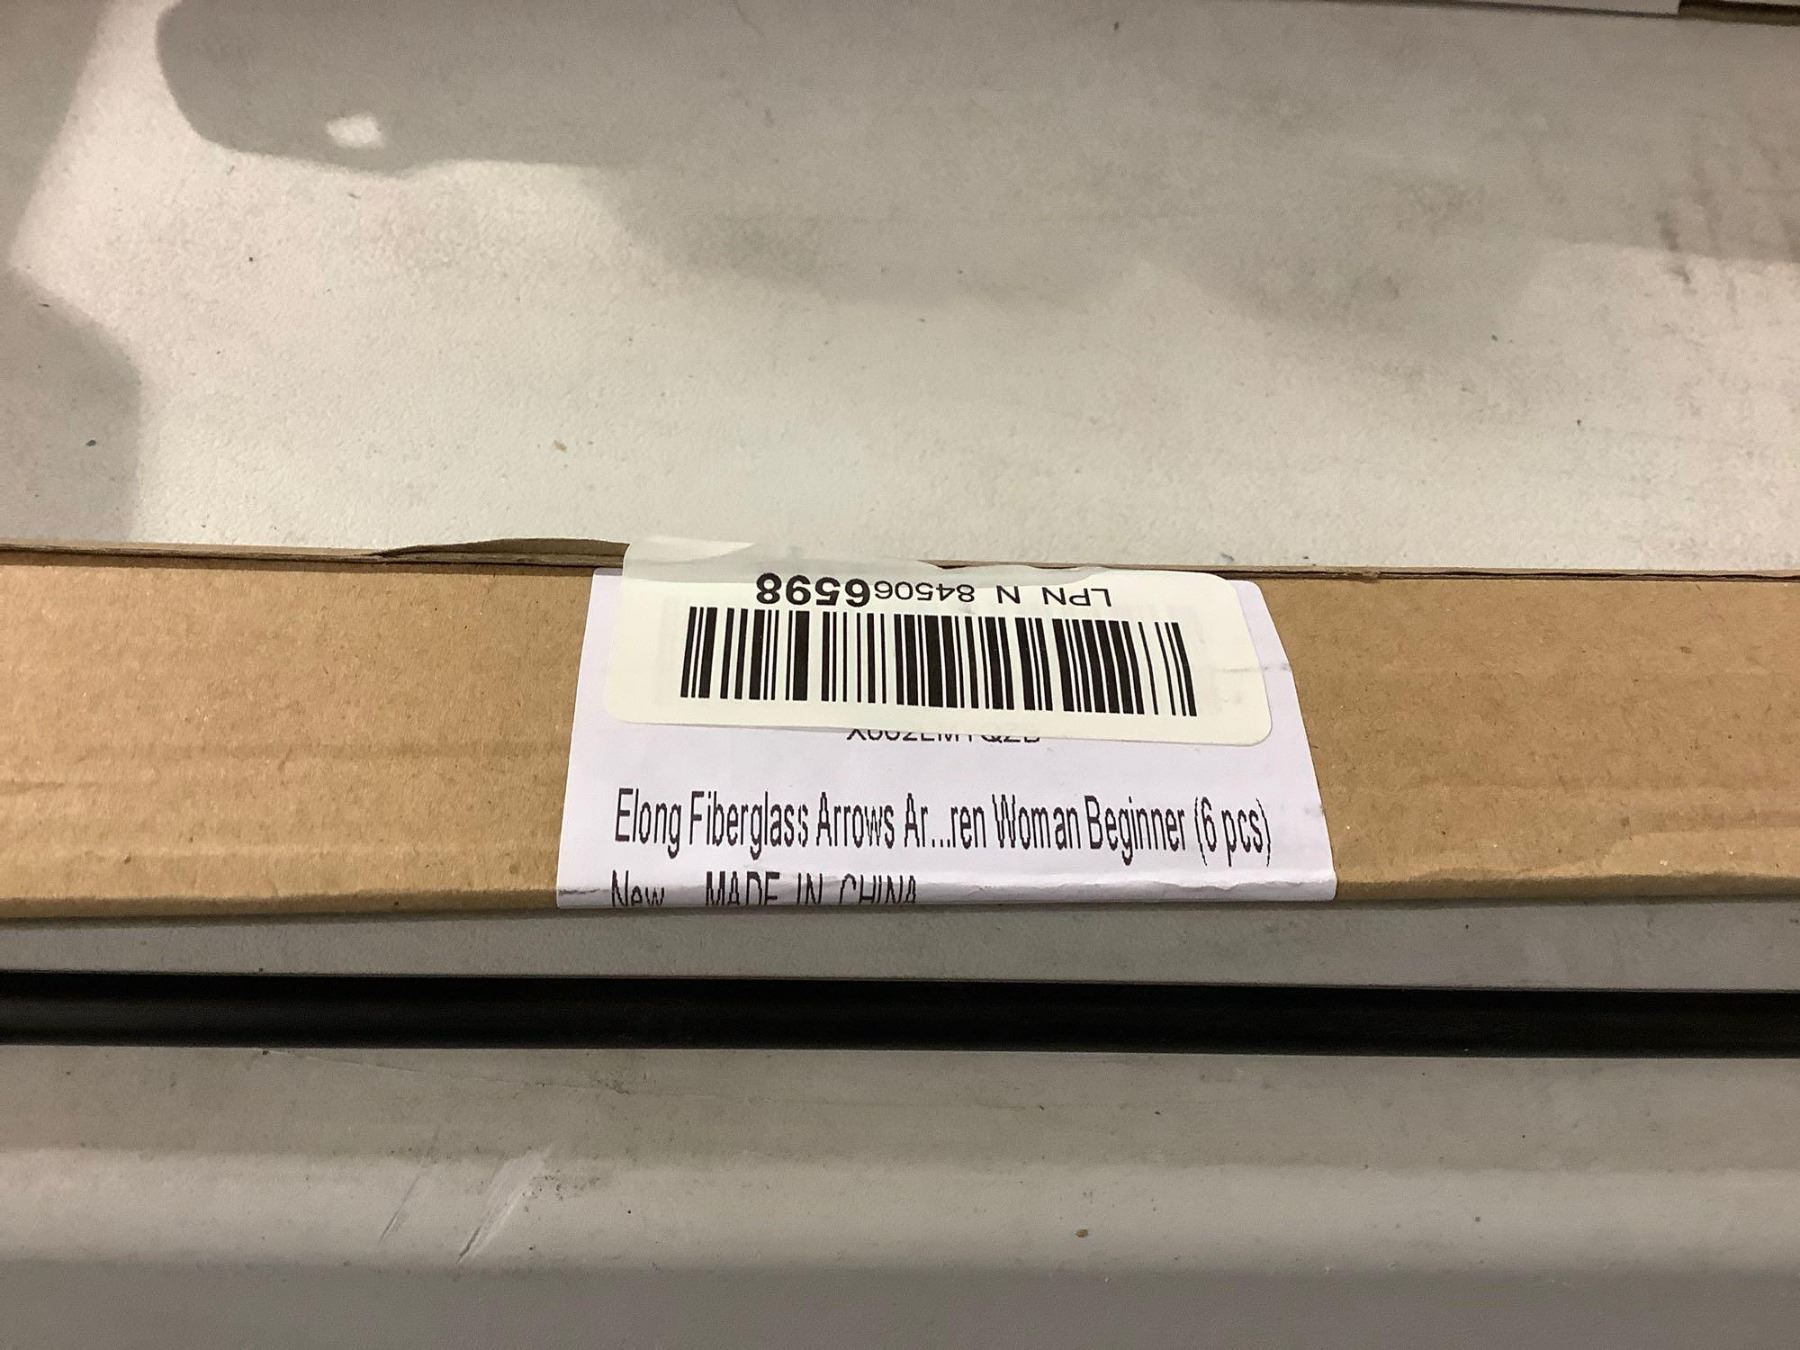 LPN N 845066598
Elong Fiberglass Arrows Ar...ren Woman Beginner (6 pcs)
New MADE IN CHINA